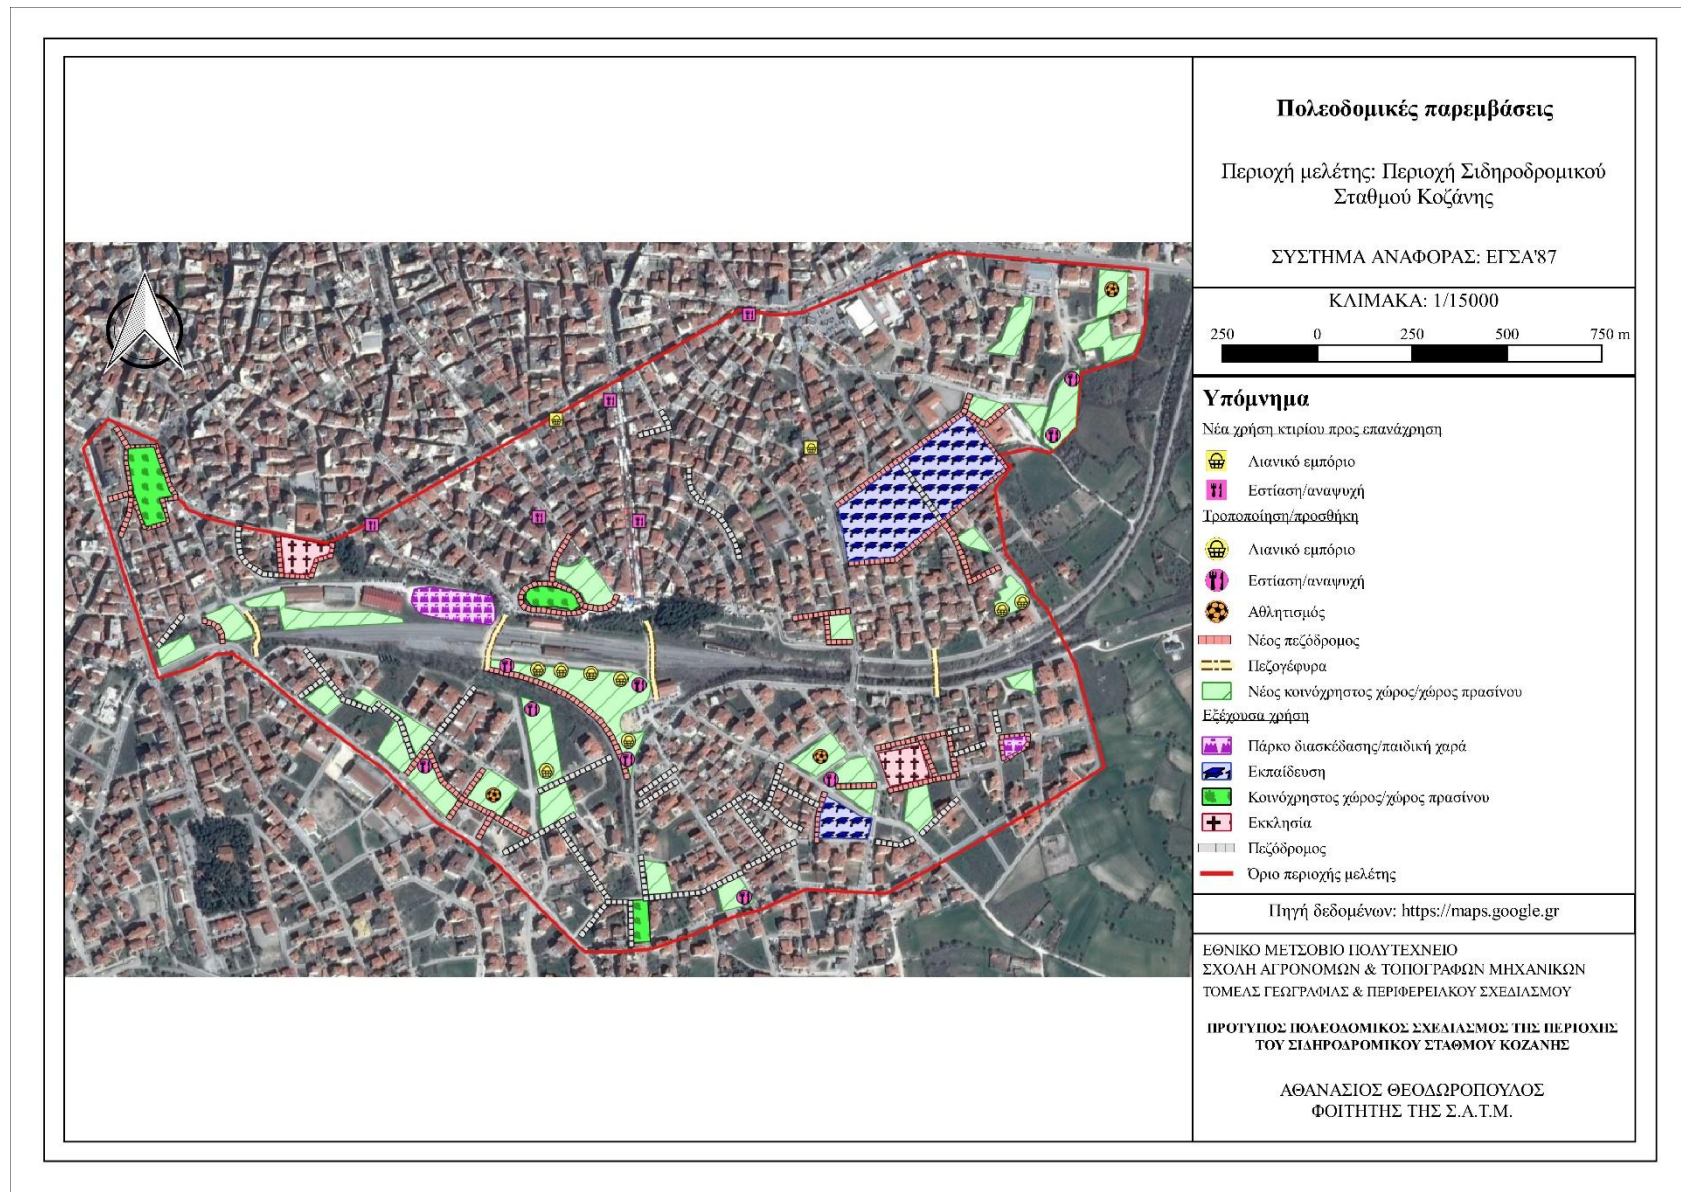 Πολεοδομικές παρεμβάσεις
Περιοχή μελέτης: Περιοχή Σιδηροδρομικού
Σταθμού Κοζάνης
ΣΥΣΤΗΜΑ ΑΝΑΦΟΡΑΣ: ΕΓΣΑ'87
ΚΛΙΜΑΚΑ: 1/15000
250 0 250 500 750 m
Υπόμνημα
Νέα χρήση κτιρίου προς επανάχρηση
Λιανικό εμπόριο
Εστίαση/αναψυχή
Τροποποίηση/προσθήκη
Λιανικό εμπόριο
Εστίαση/αναψυχή
Αθλητισμός
Νέος πεζόδρομος
Πεζογέφυρα
Νέος κοινόχρηστος χώρος/χώρος πρασίνου
Εξέχουσα χρήση
Πάρκο διασκέδασης/παιδική χαρά
Εκπαίδευση
Κοινόχρηστος χώρος/χώρος πρασίνου
Εκκλησία
Πεζόδρομος
Όριο περιοχής μελέτης
Πηγή δεδομένων: https://maps.google.gr
ΕΘΝΙΚΟ ΜΕΤΣΟΒΙΟ ΠΟΛΥΤΕΧΝΕΙΟ
ΣΧΟΛΗ ΑΓΡΟΝΟΜΩΝ & ΤΟΠΟΓΡΑΦΩΝ ΜΗΧΑΝΙΚΩΝ
ΤΟΜΕΑΣ ΓΕΩΓΡΑΦΙΑΣ & ΠΕΡΙΦΕΡΕΙΑΚΟΥ ΣΧΕΔΙΑΣΜΟΥ
ΠΡΟΤΥΠΟΣ ΠΟΛΕΟΔΟΜΙΚΟΣ ΣΧΕΔΙΑΣΜΟΣ ΤΗΣ ΠΕΡΙΟΧΗΣ
ΤΟΥ ΣΙΔΗΡΟΔΡΟΜΙΚΟΥ ΣΤΑΘΜΟΥ ΚΟΖΑΝΗΣ
ΑΘΑΝΑΣΙΟΣ ΘΕΟΔΩΡΟΠΟΥΛΟΣ
ΦΟΙΤΗΤΗΣ ΤΗΣ Σ.Α.Τ.Μ.